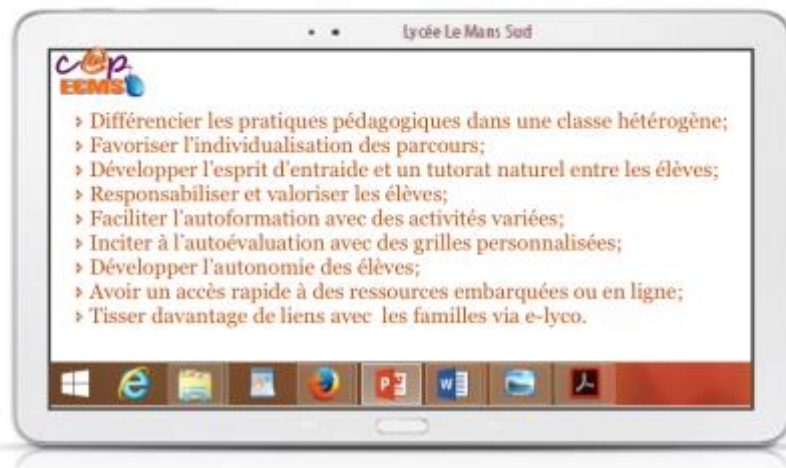 Lycée Le Mans Sud
c@p
ECMS
Différencier les pratiques pédagogiques dans une classe hétérogène;
Favoriser l'individualisation des parcours;
Développer l'esprit d'entraide et un tutorat naturel entre les élèves;
Responsabiliser et valoriser les élèves;
Faciliter l'autoformation avec des activités variées;
Inciter à l'autoévaluation avec des grilles personnalisées;
Développer l'autonomie des élèves;
Avoir un accès rapide à des ressources embarquées ou en ligne;
Tisser davantage de liens avec les familles via e-lyco.